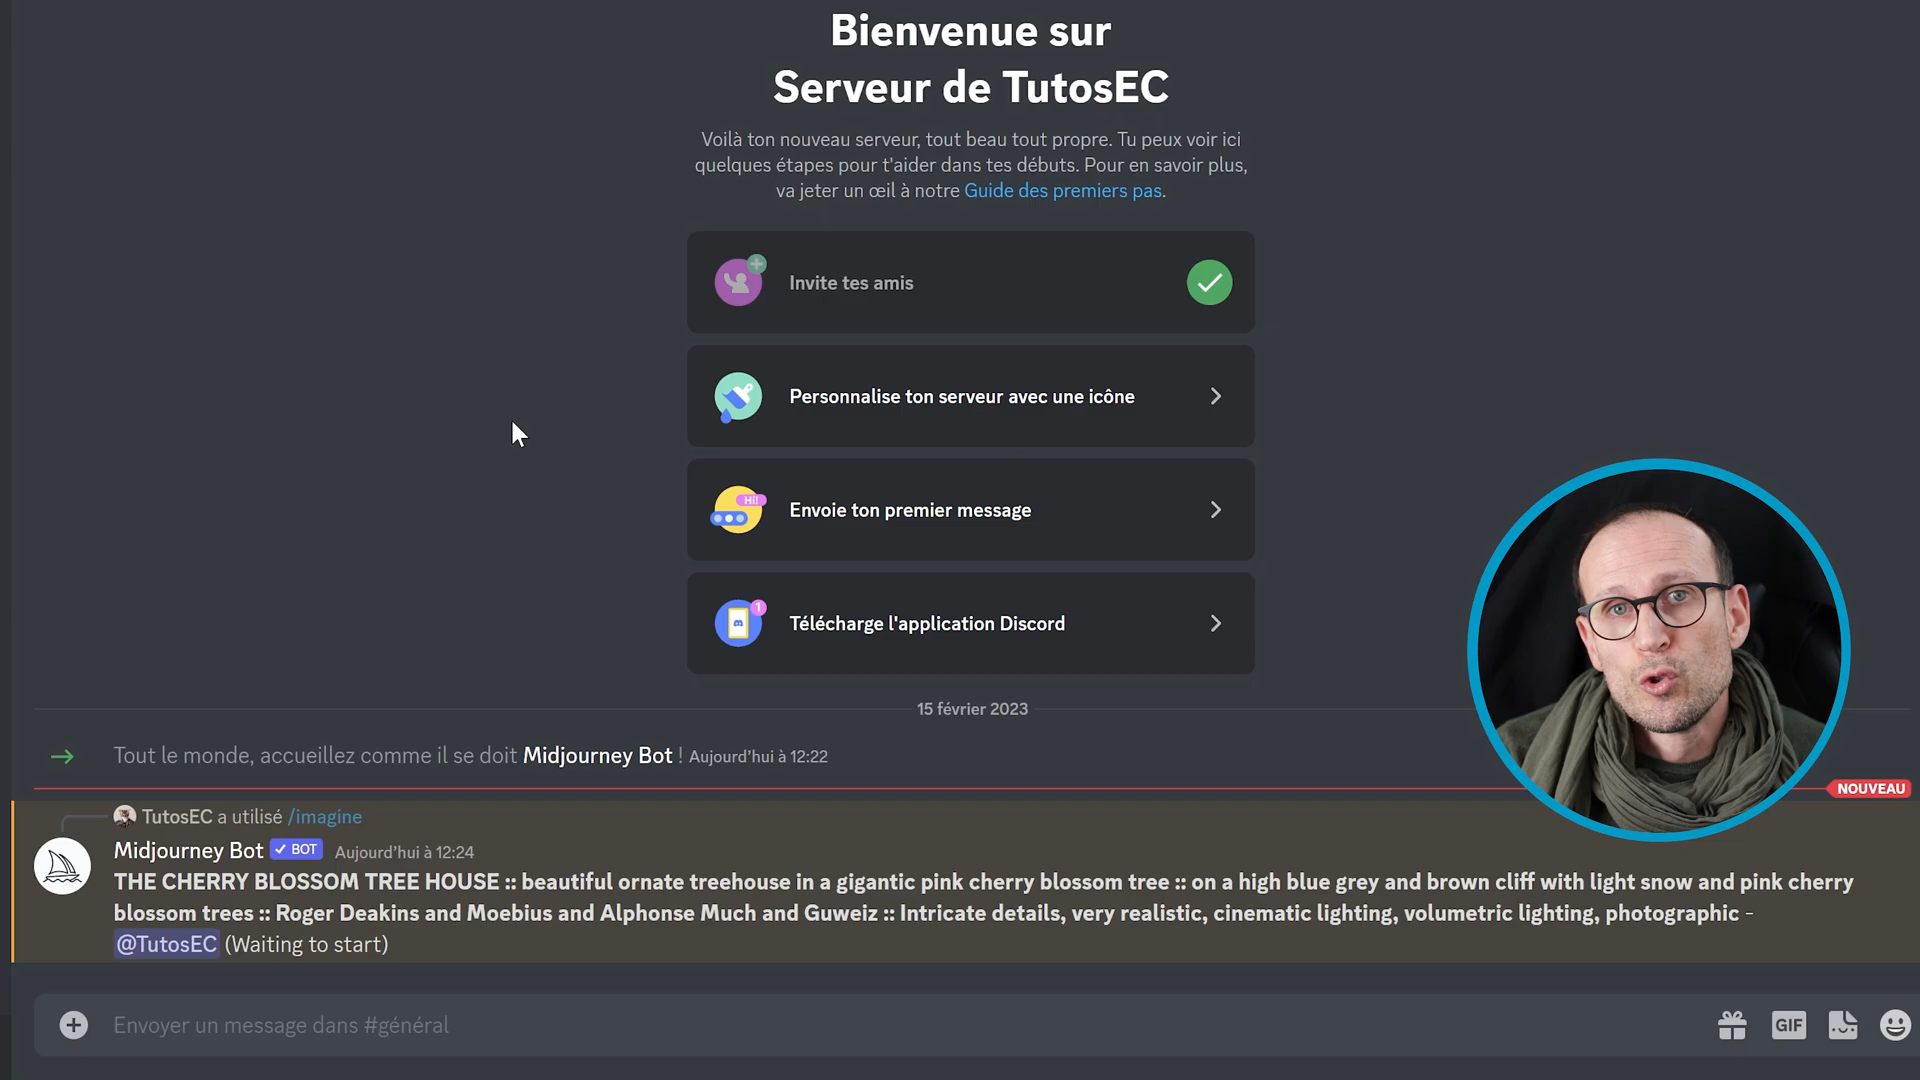 Bienvenue sur
Serveur de TutosEC
Voilà ton nouveau serveur, tout beau tout propre. Tu peux voir ici
quelques étapes pour t'aider dans tes débuts. Pour en savoir plus,
va jeter un œil à notre Guide des premiers pas.
Invite tes amis
Personnalise ton serveur avec une icône
Hi!
Envoie ton premier message
1
Télécharge l'application Discord
15 février 2023
Tout le monde, accueillez comme il se doit Midjourney Bot ! Aujourd’hui à 12:22
NOUVEAU
TutosEC a utilisé /imagine
Midjourney Bot ✓ BOT Aujourd’hui à 12:24
THE CHERRY BLOSSOM TREE HOUSE :: beautiful ornate treehouse in a gigantic pink cherry blossom tree :: on a high blue grey and brown cliff with light snow and pink cherry
blossom trees :: Roger Deakins and Moebius and Alphonse Much and Guweiz :: Intricate details, very realistic, cinematic lighting, volumetric lighting, photographic -
@TutosEC (Waiting to start)
Envoyer un message dans #général
GIF